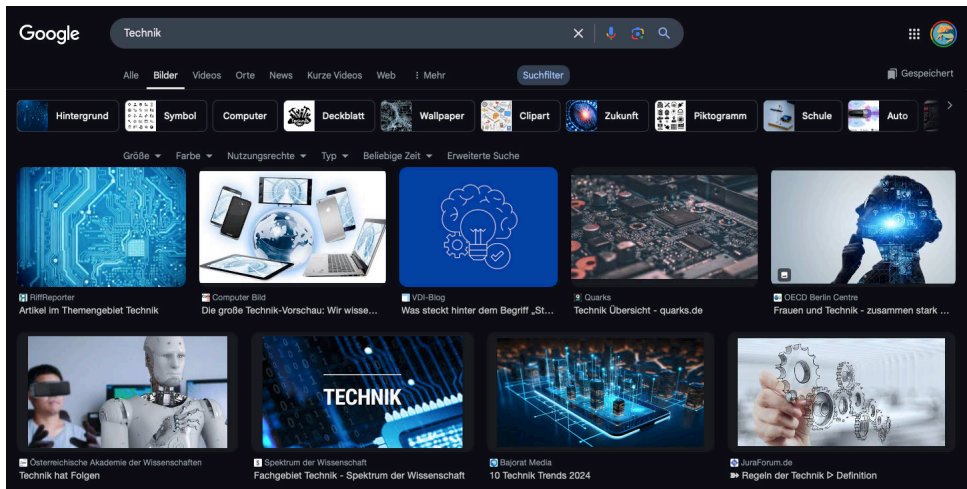 Google
Technik
Alle Bilder Videos Orte News Kurze Videos Web Mehr Suchfilter Gespeichert
Hintergrund Symbol Computer Deckblatt Wallpaper Clipart Zukunft Piktogramm Schule Auto
Größe Farbe Nutzungsrechte Typ Beliebige Zeit Erweiterte Suche
RiffReporter
Artikel im Themengebiet Technik
Computer Bild
Die große Technik-Vorschau: Wir wisse...
VDI-Blog
Was steckt hinter dem Begriff „St...
Quarks
Technik Übersicht - quarks.de
OECD Berlin Centre
Frauen und Technik - zusammen stark ...
TECHNIK
Österreichische Akademie der Wissenschaften
Technik hat Folgen
Spektrum der Wissenschaft
Fachgebiet Technik - Spektrum der Wissenschaft
Bajorat Media
10 Technik Trends 2024
JuraForum.de
Regeln der Technik ᐅ Definition